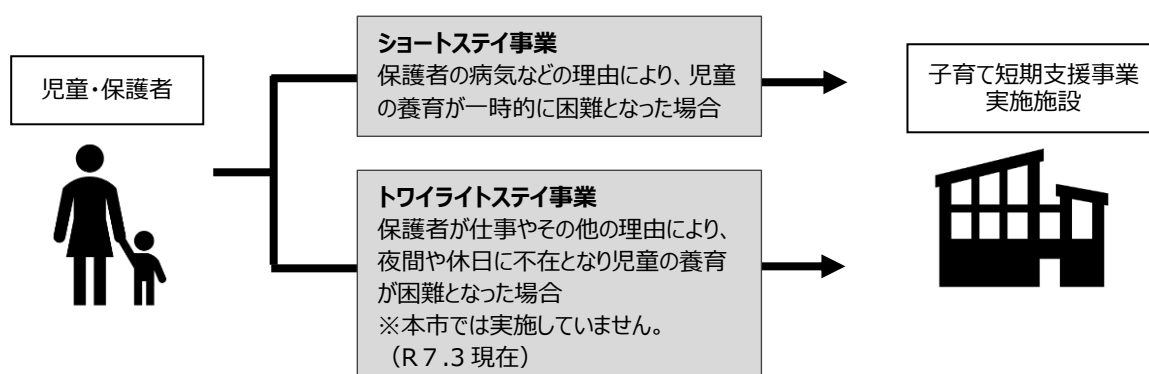 児童・保護者
ショートステイ事業
保護者の病気などの理由により、児童
の養育が一時的に困難となった場合
トワイライトステイ事業
保護者が仕事やその他の理由により、
夜間や休日に不在となり児童の養育
が困難となった場合
※本市では実施していません。
（R７.３現在）
子育て短期支援事業
実施施設